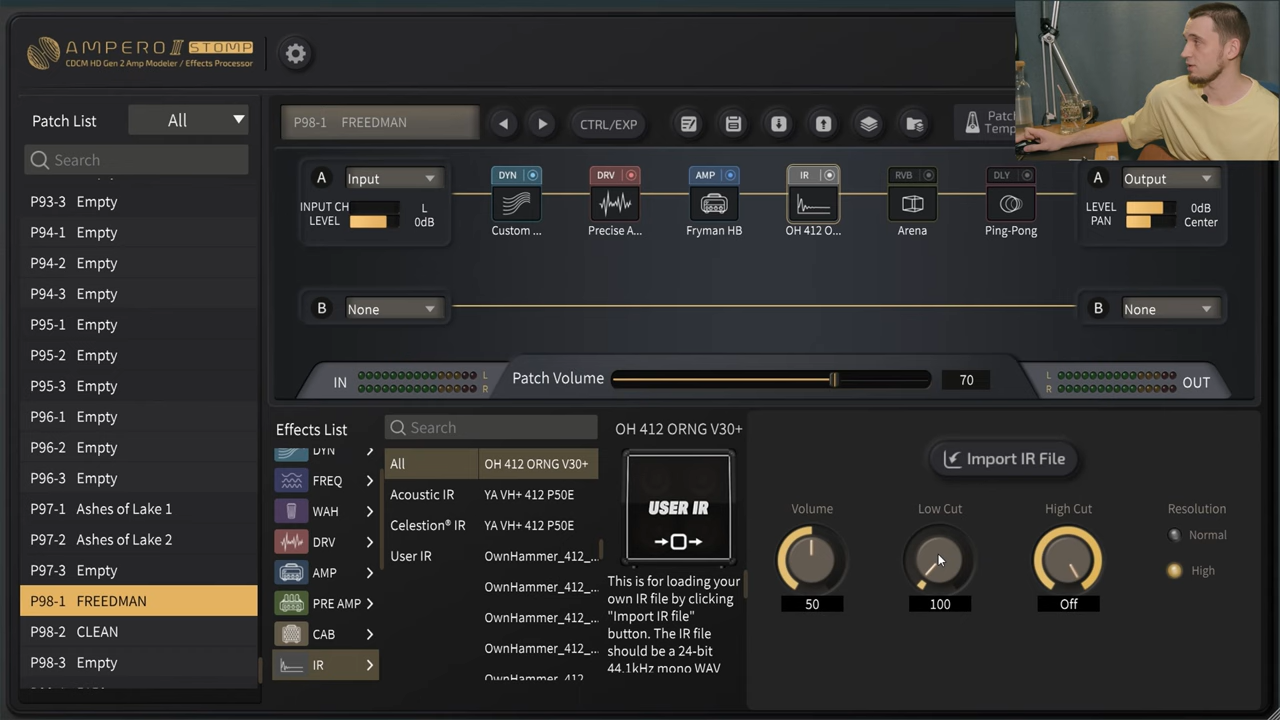 AMPERO II STOMP
CDCM HD Gen 2 Amp Modeler / Effects Processor
Patch List
All
Search
P93-3 Empty
P94-1 Empty
P94-2 Empty
P94-3 Empty
P95-1 Empty
P95-2 Empty
P95-3 Empty
P96-1 Empty
P96-2 Empty
P96-3 Empty
P97-1 Ashes of Lake 1
P97-2 Ashes of Lake 2
P97-3 Empty
P98-1 FREEDMAN
P98-2 CLEAN
P98-3 Empty
P98-1 FREEDMAN
CTRL/EXP
Patch
Temp
A Input
INPUT CH L
LEVEL 0dB
DYN
Custom ...
DRV
Precise A...
AMP
Fryman HB
IR
OH 412 O...
RVB
Arena
DLY
Ping-Pong
A Output
LEVEL 0dB
PAN Center
B None
B None
IN
L
R
Patch Volume
70
L
R
OUT
Effects List
DYN
FREQ
WAH
DRV
AMP
PRE AMP
CAB
IR
Search
All
Acoustic IR
Celestion® IR
User IR
OH 412 ORNG V30+
YA VH+ 412 P50E
YA VH+ 412 P50E
OwnHammer_412_...
OwnHammer_412_...
OwnHammer_412_...
OwnHammer_412_...
OwnHammer_412_...
OH 412 ORNG V30+
USER IR
This is for loading your
own IR file by clicking
"Import IR file"
button. The IR file
should be a 24-bit
44.1kHz mono WAV
Import IR File
Volume
50
Low Cut
100
High Cut
Off
Resolution
Normal
High